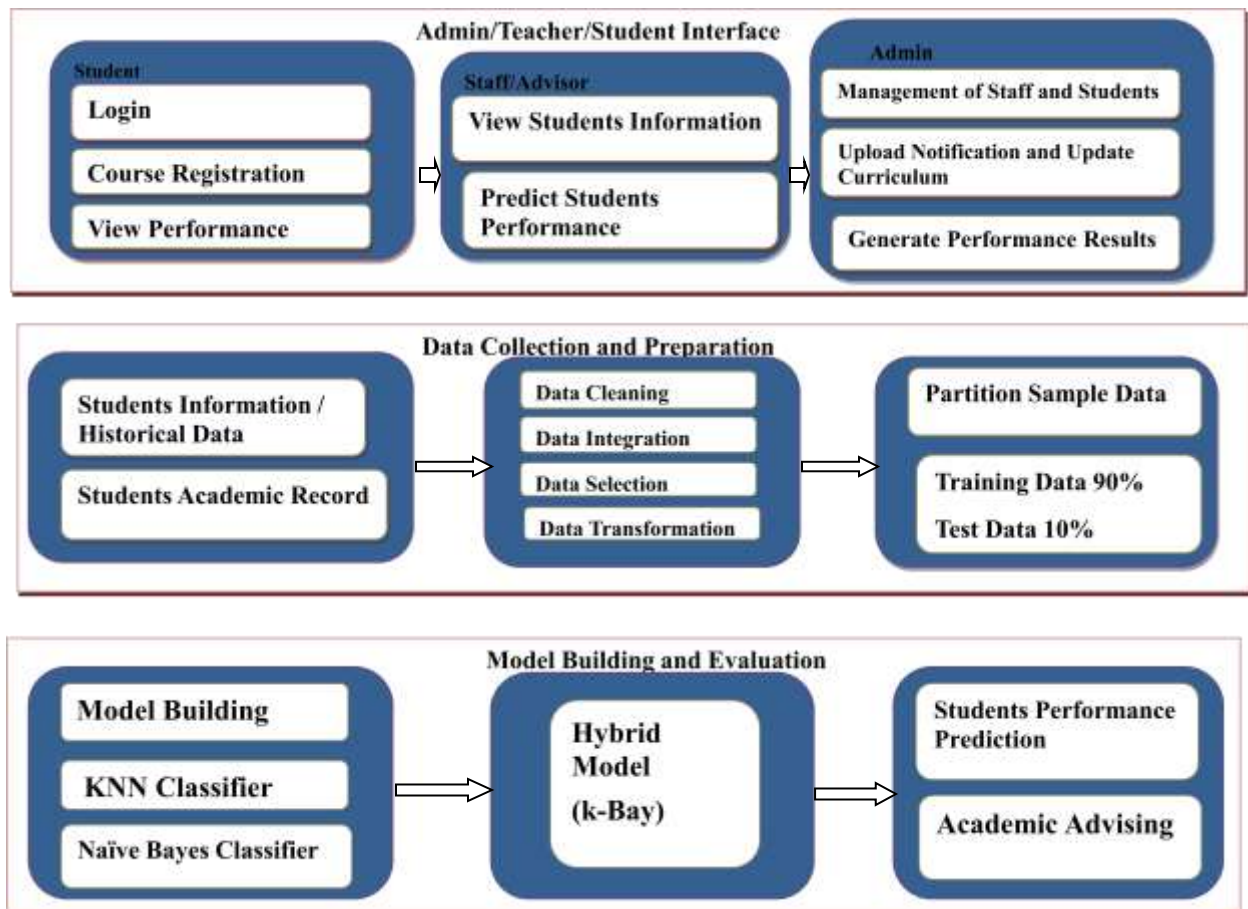 Admin/Teacher/Student Interface
Student
Login
Course Registration
View Performance
Staff/Advisor
View Students Information
Predict Students
Performance
Admin
Management of Staff and Students
Upload Notification and Update
Curriculum
Generate Performance Results
Data Collection and Preparation
Students Information /
Historical Data
Students Academic Record
Data Cleaning
Data Integration
Data Selection
Data Transformation
Partition Sample Data
Training Data 90%
Test Data 10%
Model Building and Evaluation
Model Building
KNN Classifier
Naïve Bayes Classifier
Hybrid
Model
(k-Bay)
Students Performance
Prediction
Academic Advising